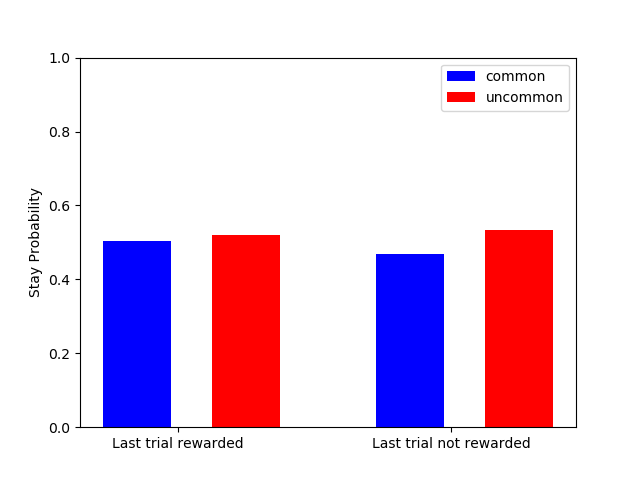 1.0
0.8
0.6
0.4
0.2
0.0
Stay Probability
common
uncommon
Last trial rewarded
Last trial not rewarded